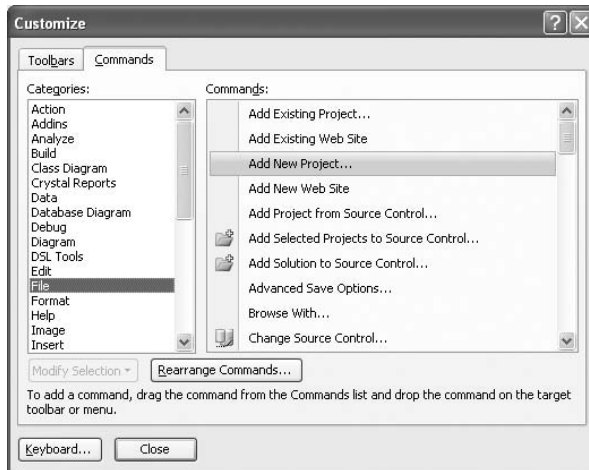 Customize
Toolbars Commands
Categories:
Action
Addins
Analyze
Build
Class Diagram
Crystal Reports
Data
Database Diagram
Debug
Diagram
DSL Tools
Edit
File
Format
Help
Image
Insert
Commands:
Add Existing Project...
Add Existing Web Site
Add New Project...
Add New Web Site
Add Project from Source Control...
Add Selected Projects to Source Control...
Add Solution to Source Control...
Advanced Save Options...
Browse With...
Change Source Control...
Modify Selection
Rearrange Commands...
To add a command, drag the command from the Commands list and drop the command on the target
toolbar or menu.
Keyboard... Close